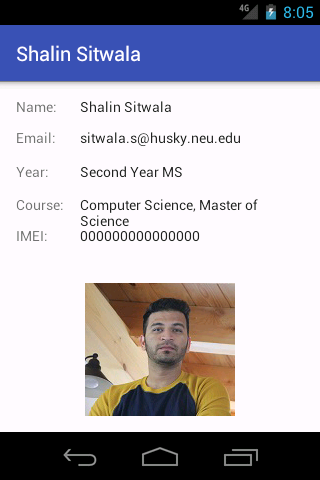 4G 8:05
Shalin Sitwala
Name: Shalin Sitwala
Email: sitwala.s@husky.neu.edu
Year: Second Year MS
Course: Computer Science, Master of
Science
IMEI: 000000000000000